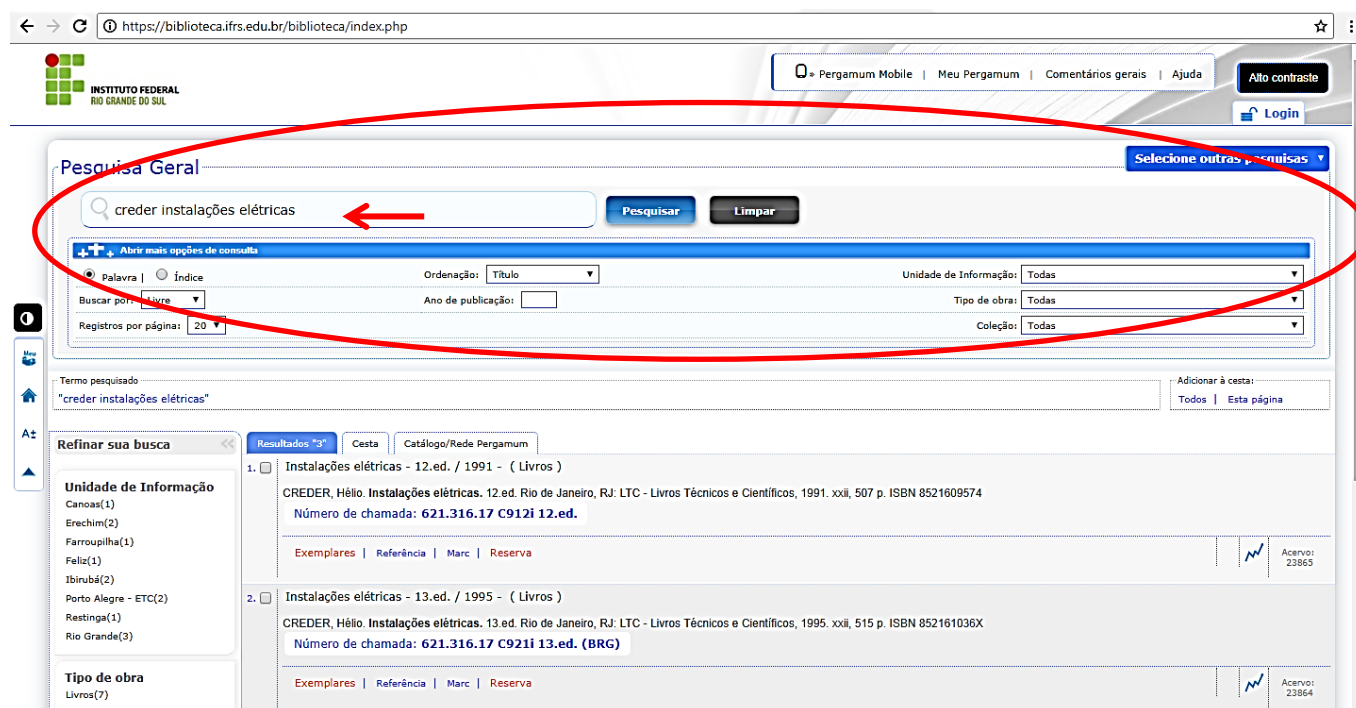 https://biblioteca.ifrs.edu.br/biblioteca/index.php
INSTITUTO FEDERAL
RIO GRANDE DO SUL
» Pergamum Mobile | Meu Pergamum | Comentários gerais | Ajuda
Alto contraste
Login
Pesquisa Geral
Selecione outras pesquisas
creder instalações elétricas
Pesquisar
Limpar
Abrir mais opções de consulta
Palavra | Índice
Ordenação: Título
Unidade de Informação: Todas
Buscar por: Livre
Ano de publicação:
Tipo de obra: Todas
Registros por página: 20
Coleção: Todas
Meu
A±
Termo pesquisado
"creder instalações elétricas"
Adicionar à cesta:
Todos | Esta página
Refinar sua busca
Resultados "3"
Cesta
Catálogo/Rede Pergamum
Unidade de Informação
Canoas(1)
Erechim(2)
Farroupilha(1)
Feliz(1)
Ibirubá(2)
Porto Alegre - ETC(2)
Restinga(1)
Rio Grande(3)
Tipo de obra
Livros(7)
1. Instalações elétricas - 12.ed. / 1991 - ( Livros )
CREDER, Hélio. Instalações elétricas. 12.ed. Rio de Janeiro, RJ: LTC - Livros Técnicos e Científicos, 1991. xxii, 507 p. ISBN 8521609574
Número de chamada: 621.316.17 C912i 12.ed.
Exemplares | Referência | Marc | Reserva
Acervo:
23865
2. Instalações elétricas - 13.ed. / 1995 - ( Livros )
CREDER, Hélio. Instalações elétricas. 13.ed. Rio de Janeiro, RJ: LTC - Livros Técnicos e Científicos, 1995. xxii, 515 p. ISBN 852161036X
Número de chamada: 621.316.17 C921i 13.ed. (BRG)
Exemplares | Referência | Marc | Reserva
Acervo:
23864